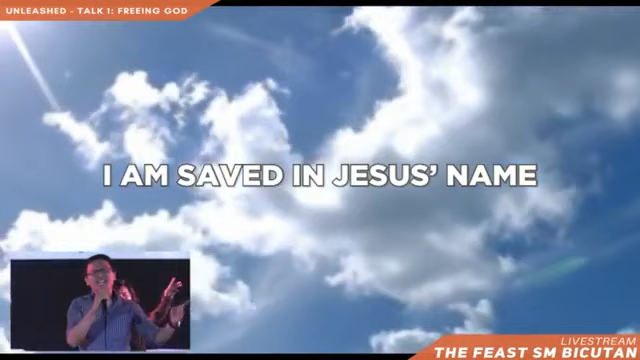 UNLEASHED - TALK 1: FREEING GOD
I AM SAVED IN JESUS’ NAME
LIVESTREAM
THE FEAST SM BICUTAN